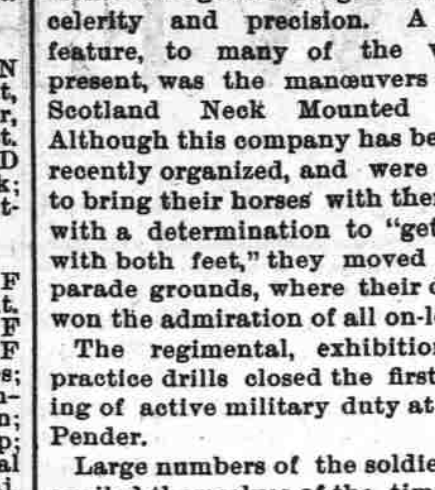 celerity and precision. A
feature, to many of the
present, was the manœuvers
Scotland Neck Mounted
Although this company has be
recently organized, and were
to bring their horses with the
with a determination to "get
with both feet," they moved
parade grounds, where their
won the admiration of all on-l
The regimental, exhibition
practice drills closed the first
ing of active military duty at
Pender.
Large numbers of the soldie
N
t,
r,
t.
D
k;
t-
F
t.
F
F
s;
n-
n;
p;
al